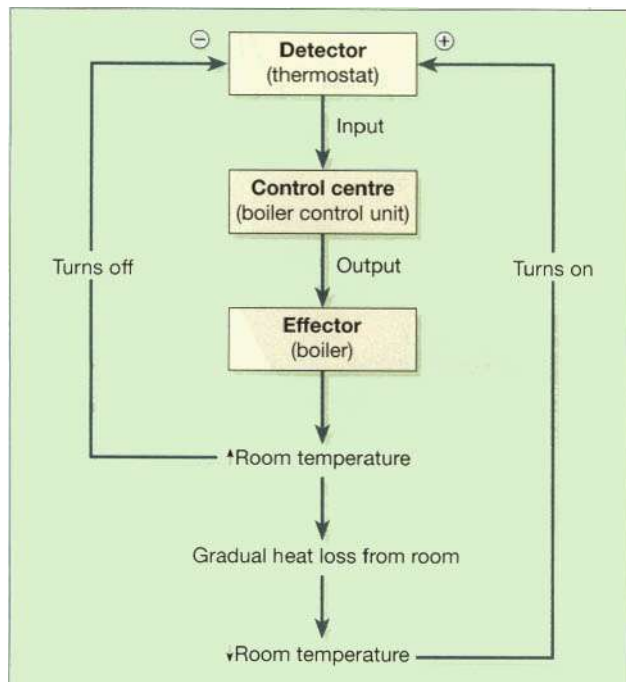 ⊖
⊕
Detector
(thermostat)
Input
Control centre
(boiler control unit)
Turns off
Output
Turns on
Effector
(boiler)
↑Room temperature
Gradual heat loss from room
↓Room temperature